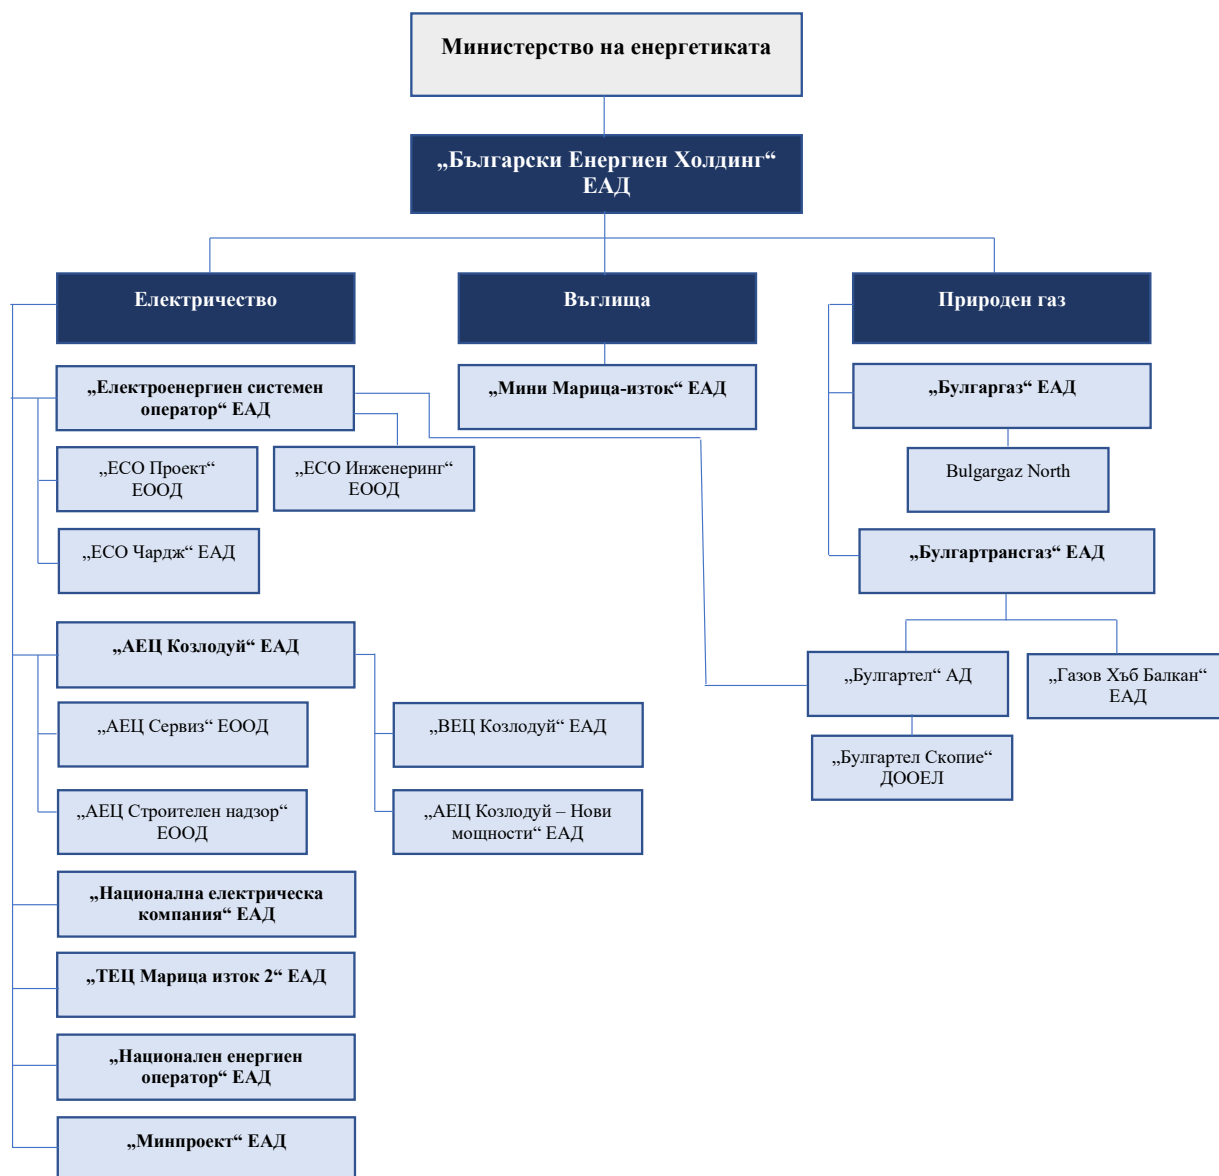 Министерство на енергетиката
„Български Енергиен Холдинг“
ЕАД
Електричество
Въглища
Природен газ
„Електроенергиен системен
оператор“ ЕАД
„Мини Марица-изток“ ЕАД
„Булгаргаз“ ЕАД
„ЕСО Проект“
ЕООД
„ЕСО Инженеринг“
ЕООД
Bulgargaz North
„ЕСО Чардж“ ЕАД
„Булгартрансгаз“ ЕАД
„АЕЦ Козлодуй“ ЕАД
„Булгартел“ АД
„Газов Хъб Балкан“
ЕАД
„АЕЦ Сервиз“ ЕООД
„ВЕЦ Козлодуй“ ЕАД
„Булгартел Скопие“
ДООЕЛ
„АЕЦ Строителен надзор“
ЕООД
„АЕЦ Козлодуй – Нови
мощности“ ЕАД
„Национална електрическа
компания“ ЕАД
„ТЕЦ Марица изток 2“ ЕАД
„Национален енергиен
оператор“ ЕАД
„Минпроект“ ЕАД